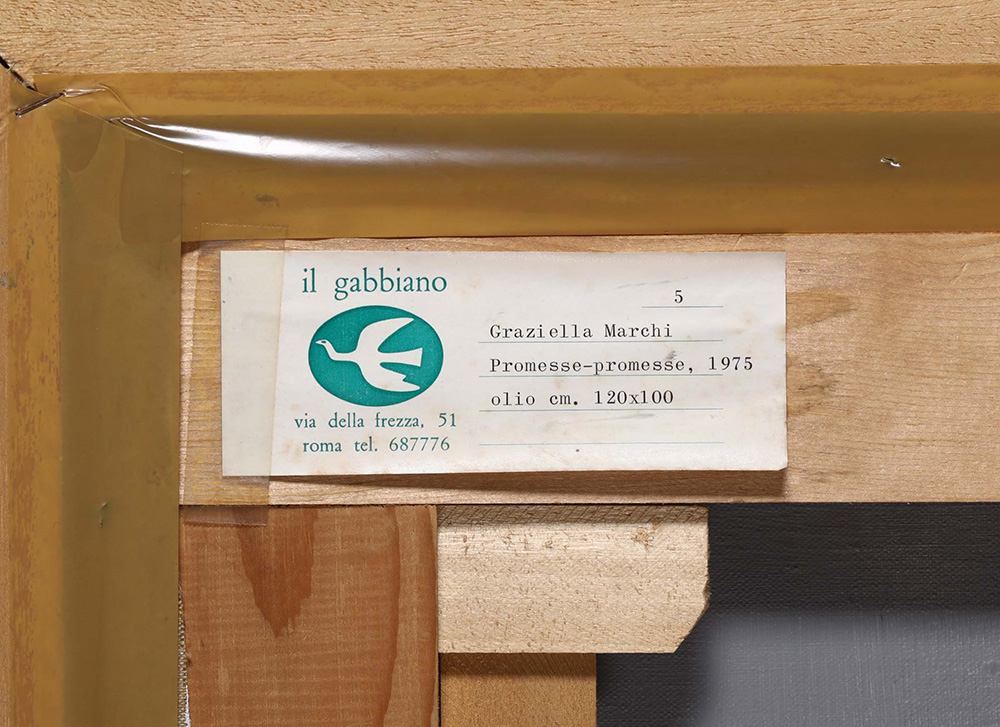 il gabbiano
via della frezza, 51
roma tel. 687776
5
Graziella Marchi
Promesse-promesse, 1975
olio cm. 120x100